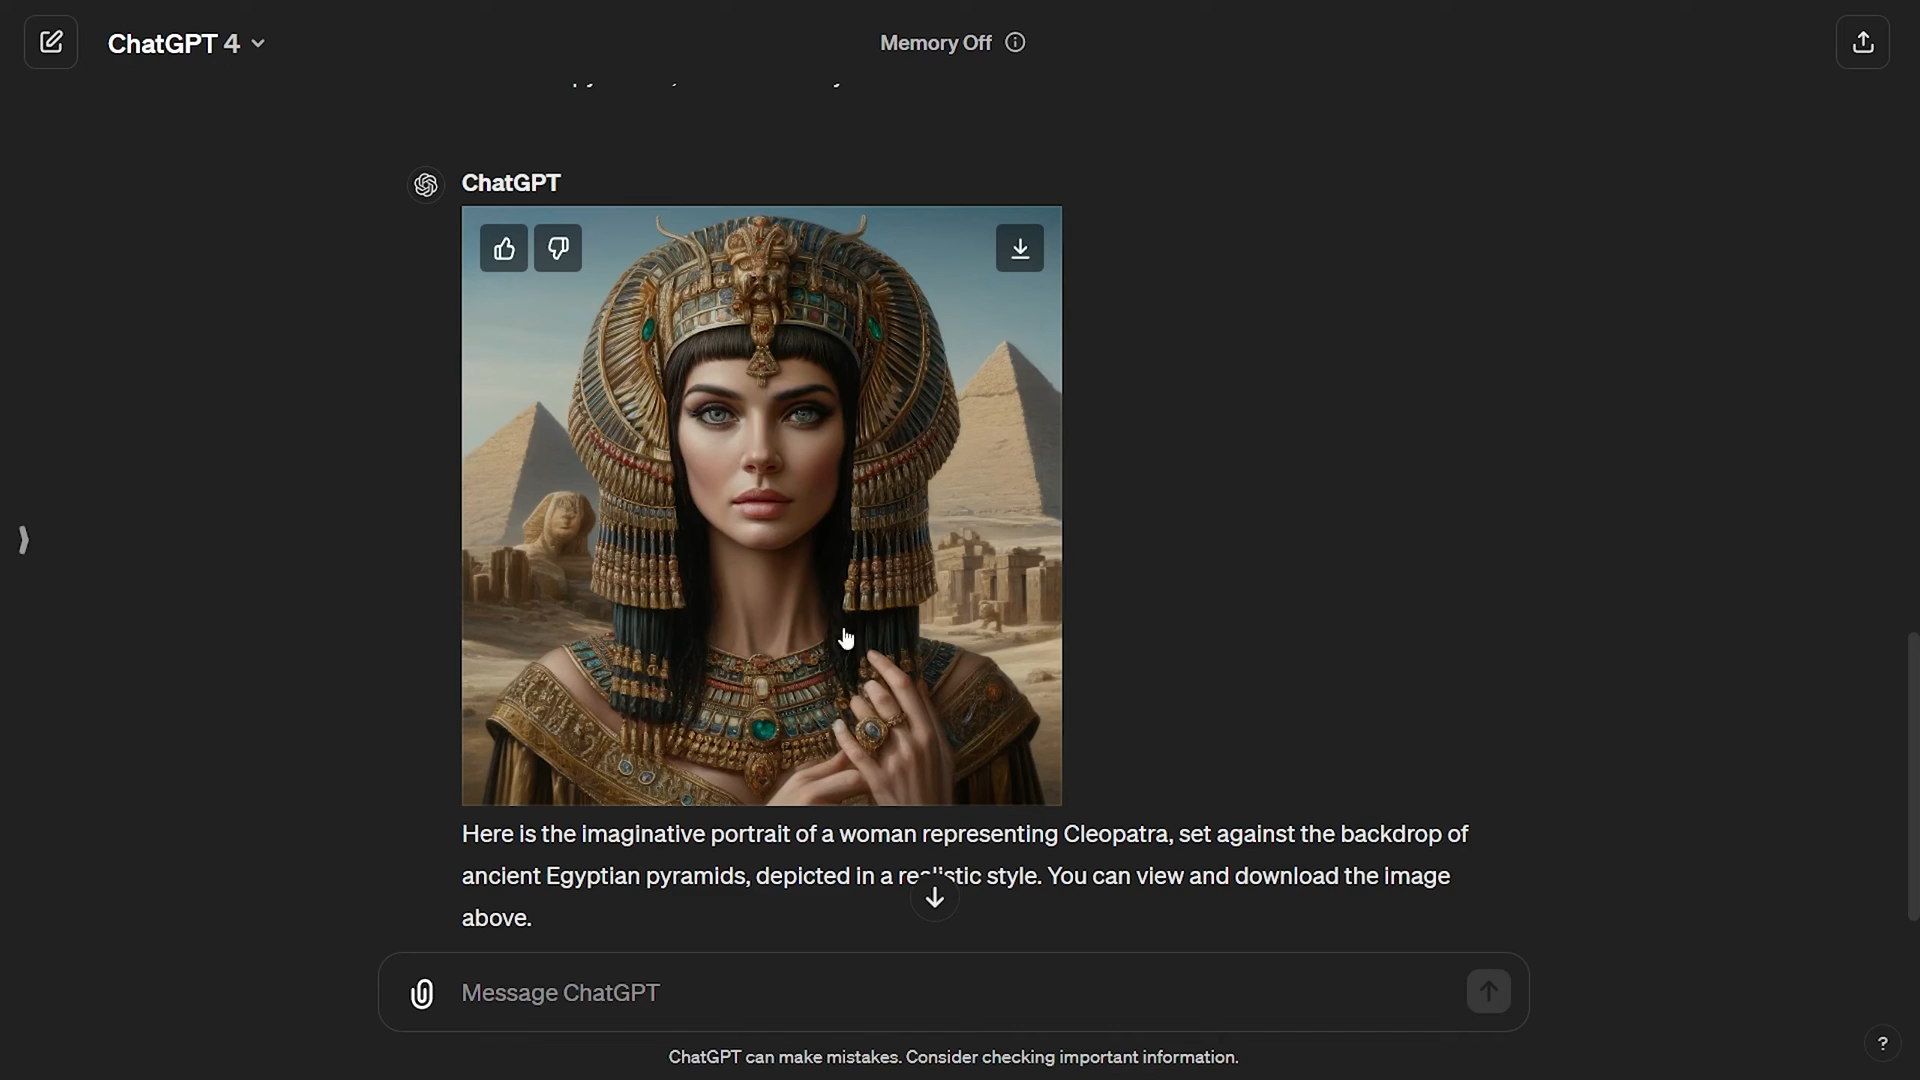 ChatGPT 4
Memory Off
ChatGPT
Here is the imaginative portrait of a woman representing Cleopatra, set against the backdrop of
ancient Egyptian pyramids, depicted in a realistic style. You can view and download the image
above.
Message ChatGPT
ChatGPT can make mistakes. Consider checking important information.
?